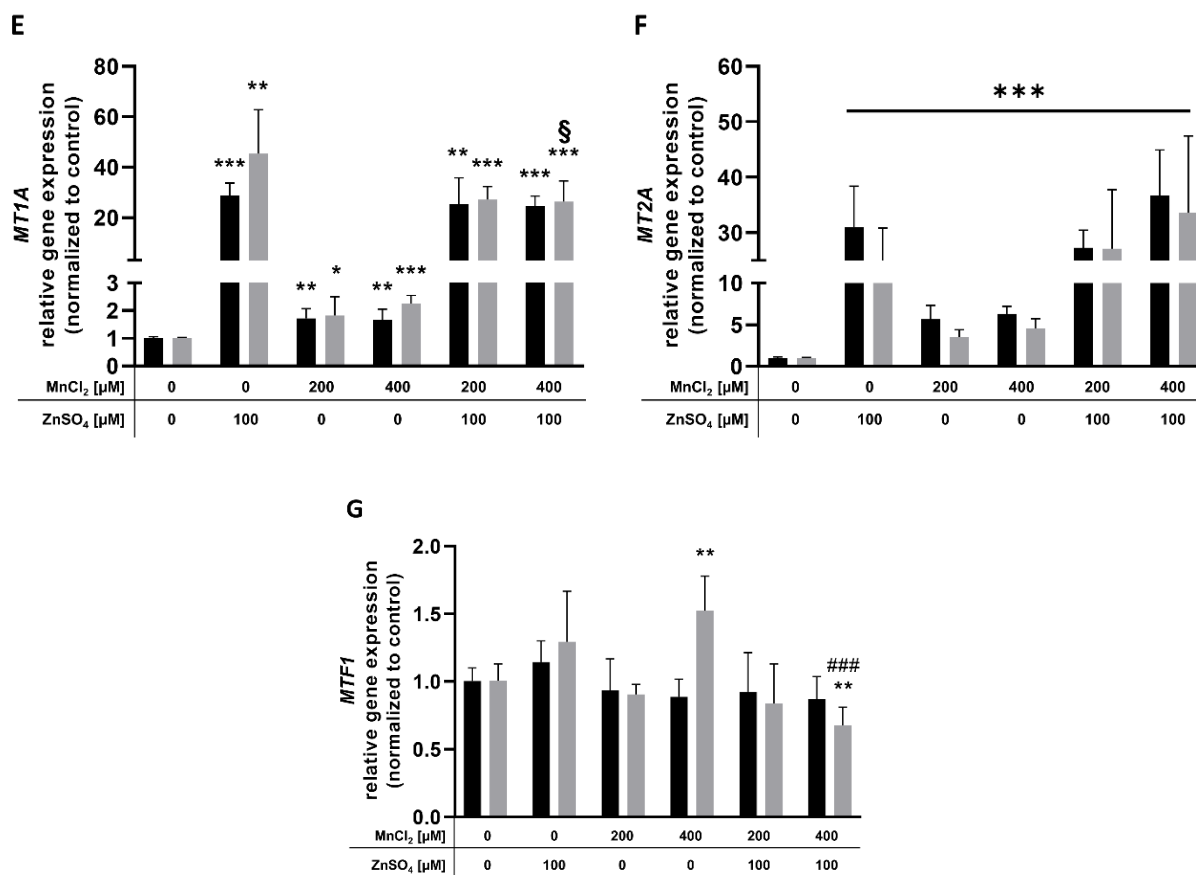 E
MT1A
relative gene expression
(normalized to control)
80
60
40
20
3
2
1
0
***
**
**
*
**
***
**
***
***
§
***
MnCl₂ [µM] 0 0 200 400 200 400
ZnSO₄ [µM] 0 100 0 0 100 100
F
MT2A
relative gene expression
(normalized to control)
60
50
40
30
10
5
0
***
MnCl₂ [µM] 0 0 200 400 200 400
ZnSO₄ [µM] 0 100 0 0 100 100
G
MTF1
relative gene expression
(normalized to control)
2.0
1.5
1.0
0.5
0.0
**
###
**
MnCl₂ [µM] 0 0 200 400 200 400
ZnSO₄ [µM] 0 100 0 0 100 100